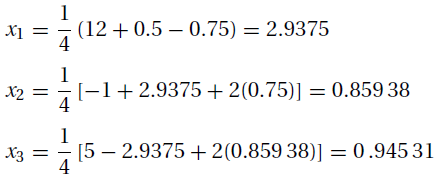 x₁ = 1/4 (12 + 0.5 − 0.75) = 2.9375
x₂ = 1/4 [−1 + 2.9375 + 2(0.75)] = 0.859 38
x₃ = 1/4 [5 − 2.9375 + 2(0.859 38)] = 0.945 31